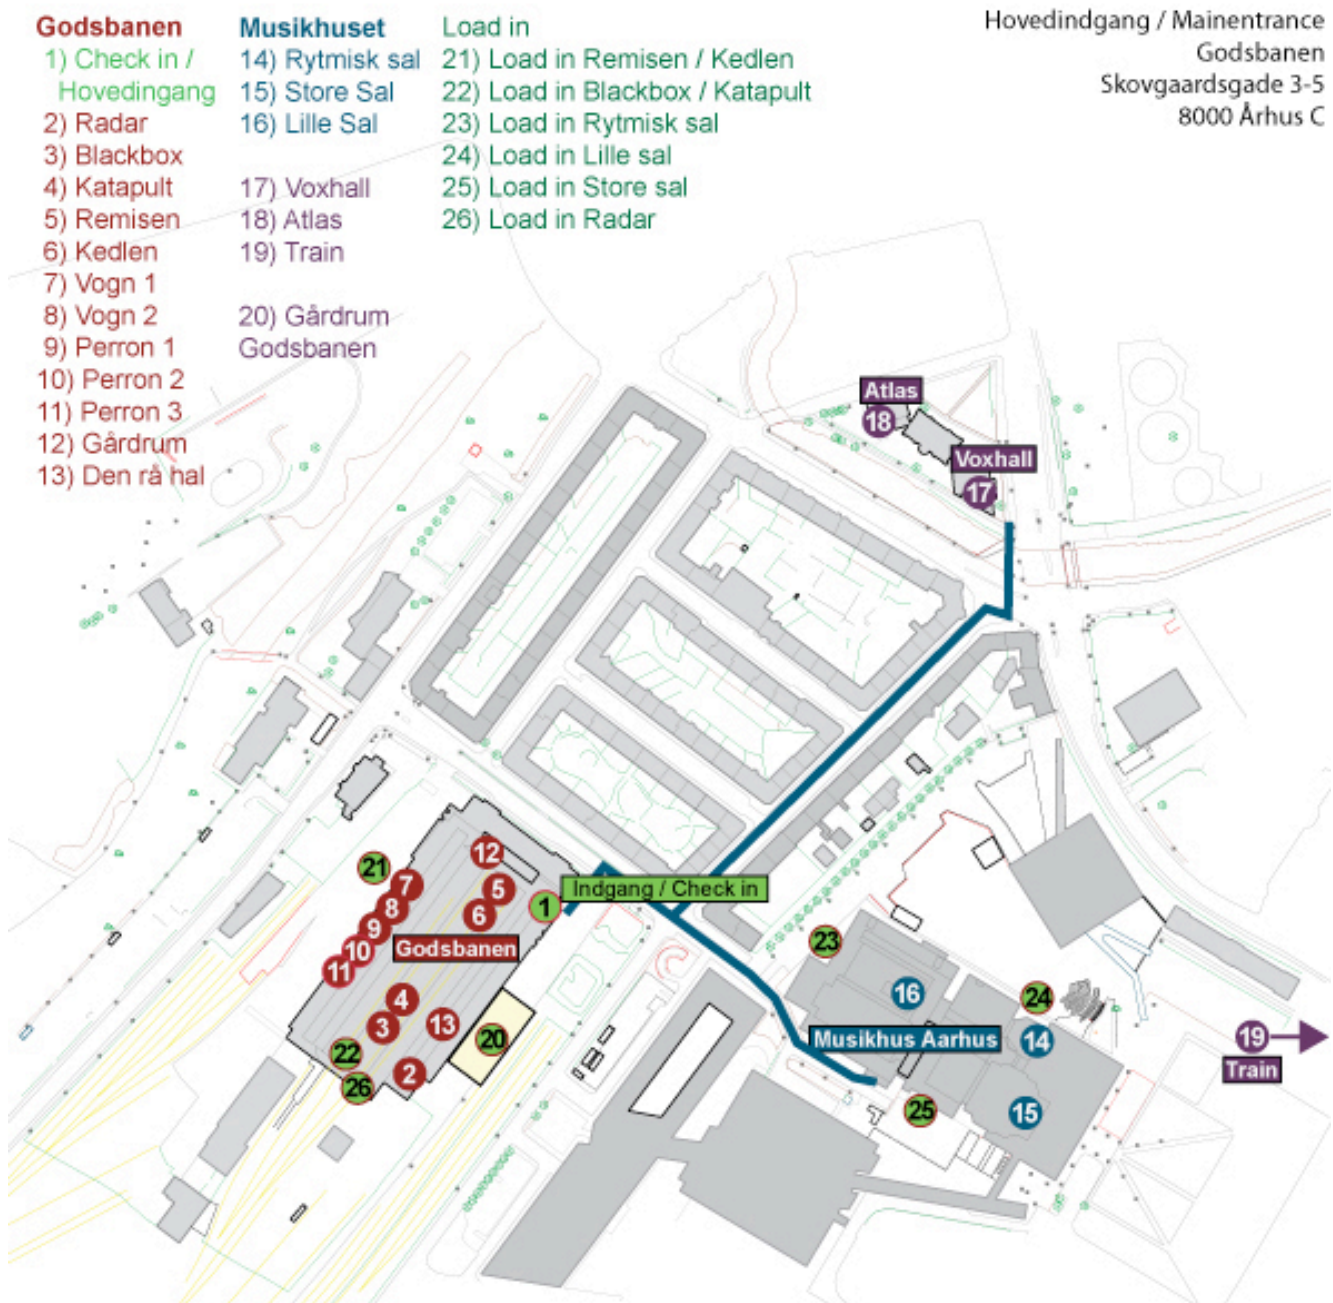 Godsbanen
1) Check in /
Hovedingang
2) Radar
3) Blackbox
4) Katapult
5) Remisen
6) Kedlen
7) Vogn 1
8) Vogn 2
9) Perron 1
10) Perron 2
11) Perron 3
12) Gårdrum
13) Den rå hal
Musikhuset
14) Rytmisk sal
15) Store Sal
16) Lille Sal
17) Voxhall
18) Atlas
19) Train
20) Gårdrum
Godsbanen
Load in
21) Load in Remisen / Kedlen
22) Load in Blackbox / Katapult
23) Load in Rytmisk sal
24) Load in Lille sal
25) Load in Store sal
26) Load in Radar
Hovedindgang / Mainentrance
Godsbanen
Skovgaardsgade 3-5
8000 Århus C
Atlas
18
Voxhall
17
12
21
7
5
Indgang / Check in
8
6
1
9
Godsbanen
10
11
4
3
13
20
22
26
2
23
16
24
Musikhus Aarhus
14
19
Train
25
15